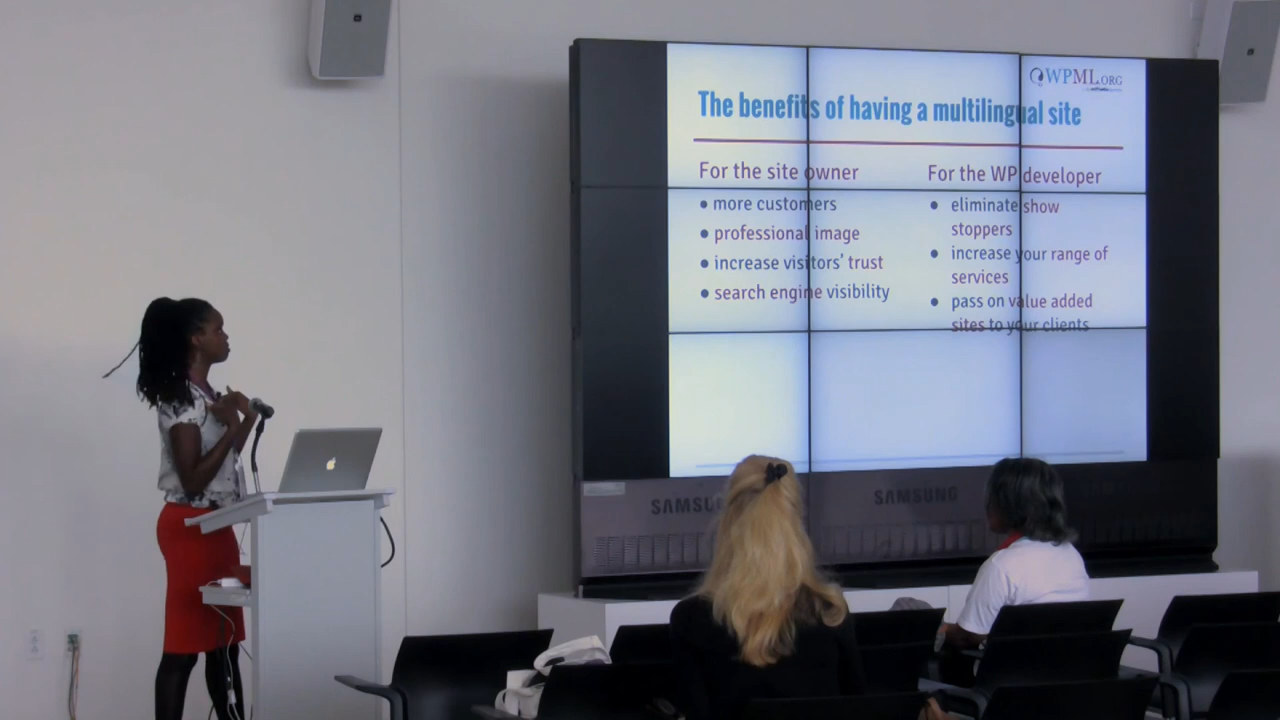 WPML.ORG
The benefits of having a multilingual site
For the site owner
• more customers
• professional image
• increase visitors' trust
• search engine visibility
For the WP developer
• eliminate show
stoppers
• increase your range of
services
• pass on value added
sites to your clients
SAMSUNG